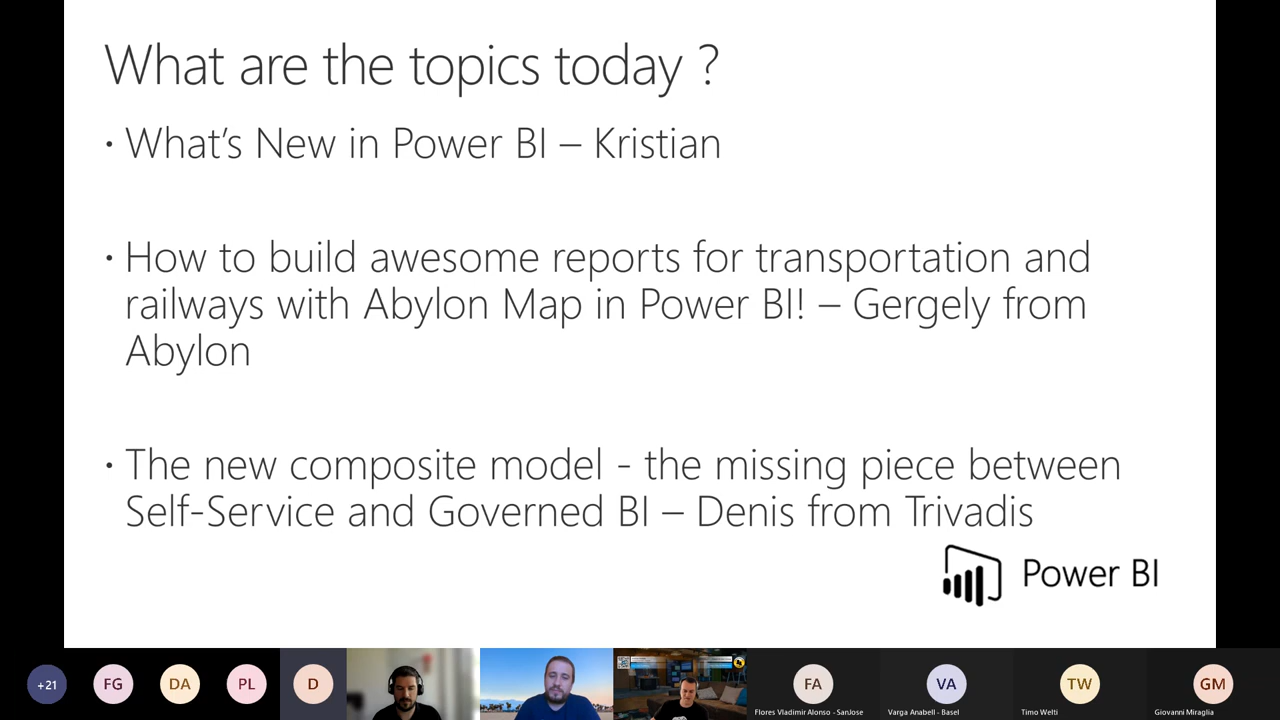 What are the topics today ?
• What's New in Power BI – Kristian
• How to build awesome reports for transportation and
railways with Abylon Map in Power BI! – Gergely from
Abylon
• The new composite model - the missing piece between
Self-Service and Governed BI – Denis from Trivadis
Power BI
+21
FG
DA
PL
D
FA
VA
TW
GM
Flores Vladimir Alonso - SanJose
Varga Anabell - Basel
Timo Welti
Giovanni Miraglia